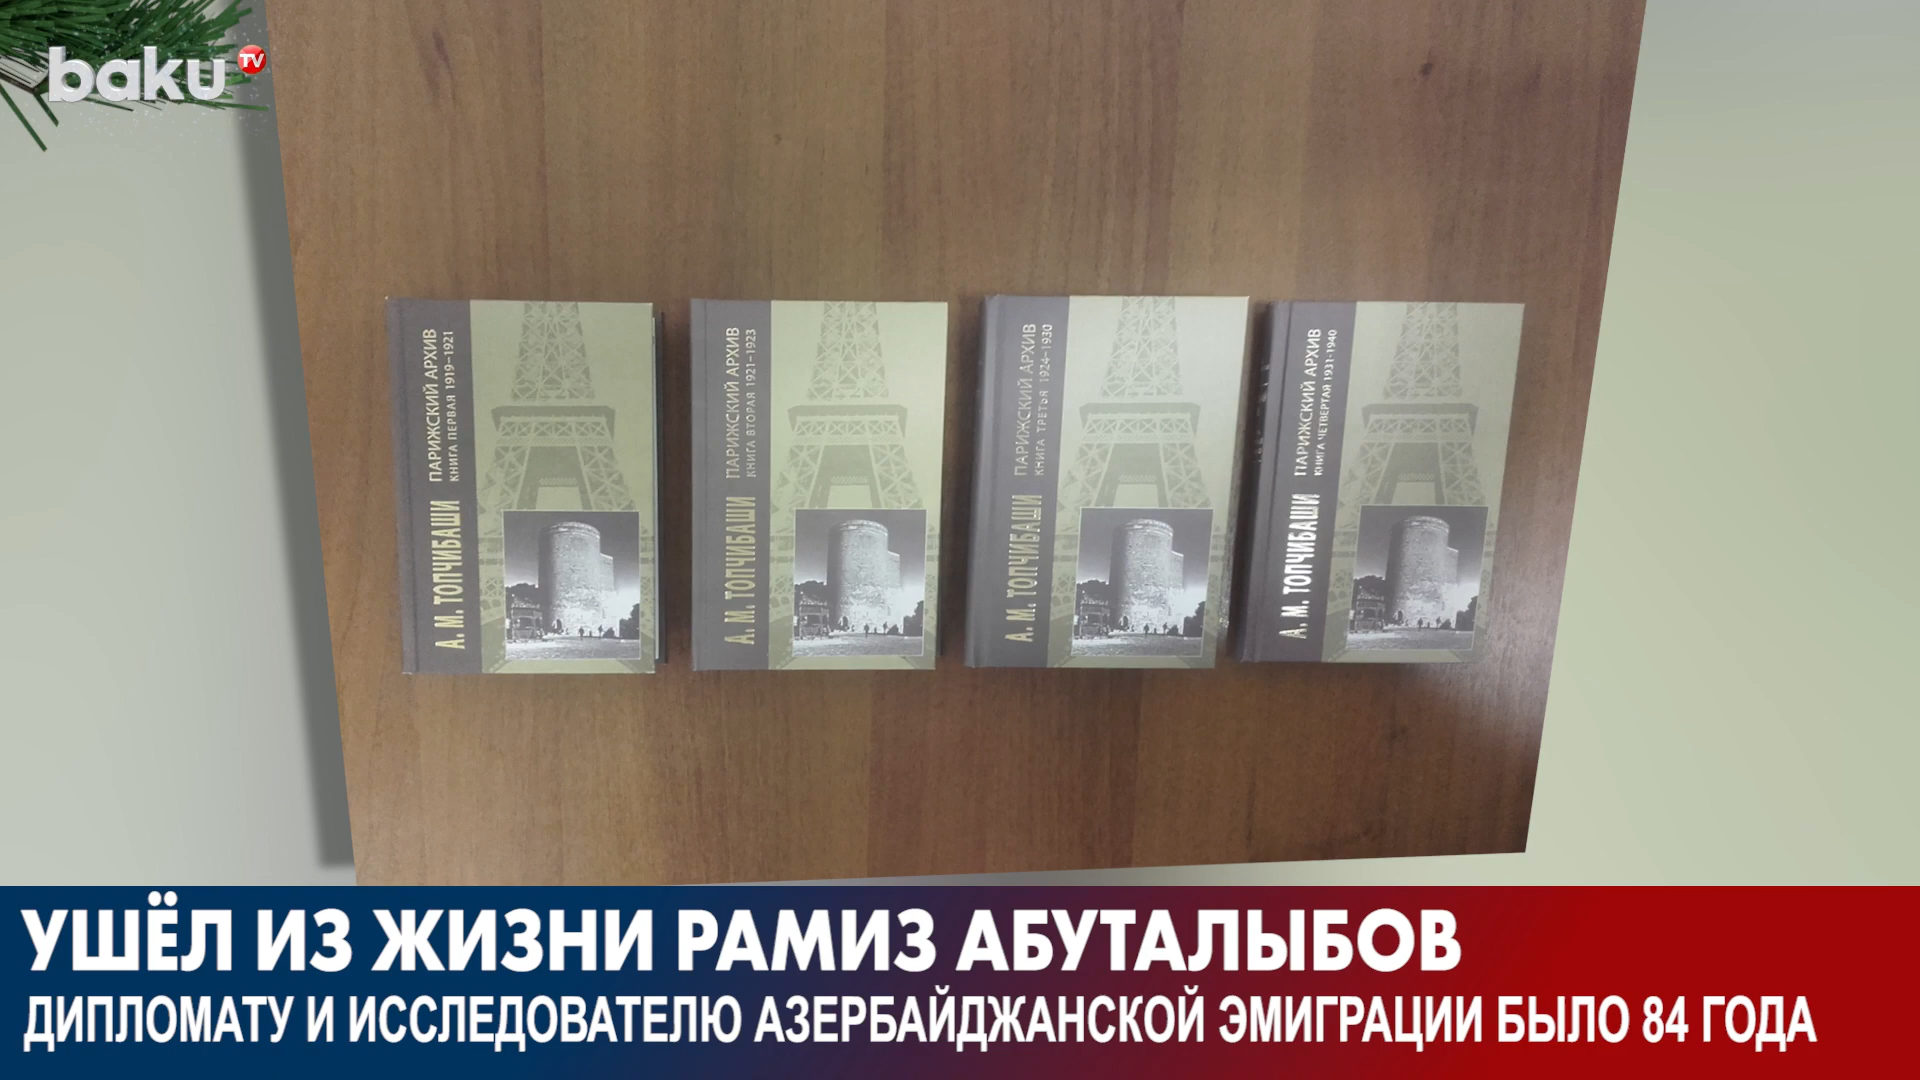 baku TV
А. М. ТОПЧИБАШИ
ПАРИЖСКИЙ АРХИВ
КНИГА ПЕРВАЯ 1919–1921
А. М. ТОПЧИБАШИ
ПАРИЖСКИЙ АРХИВ
КНИГА ВТОРАЯ 1921–1923
А. М. ТОПЧИБАШИ
ПАРИЖСКИЙ АРХИВ
КНИГА ТРЕТЬЯ 1924–1930
А. М. ТОПЧИБАШИ
ПАРИЖСКИЙ АРХИВ
КНИГА ЧЕТВЕРТАЯ 1931-1940
УШЁЛ ИЗ ЖИЗНИ РАМИЗ АБУТАЛЫБОВ
ДИПЛОМАТУ И ИССЛЕДОВАТЕЛЮ АЗЕРБАЙДЖАНСКОЙ ЭМИГРАЦИИ БЫЛО 84 ГОДА